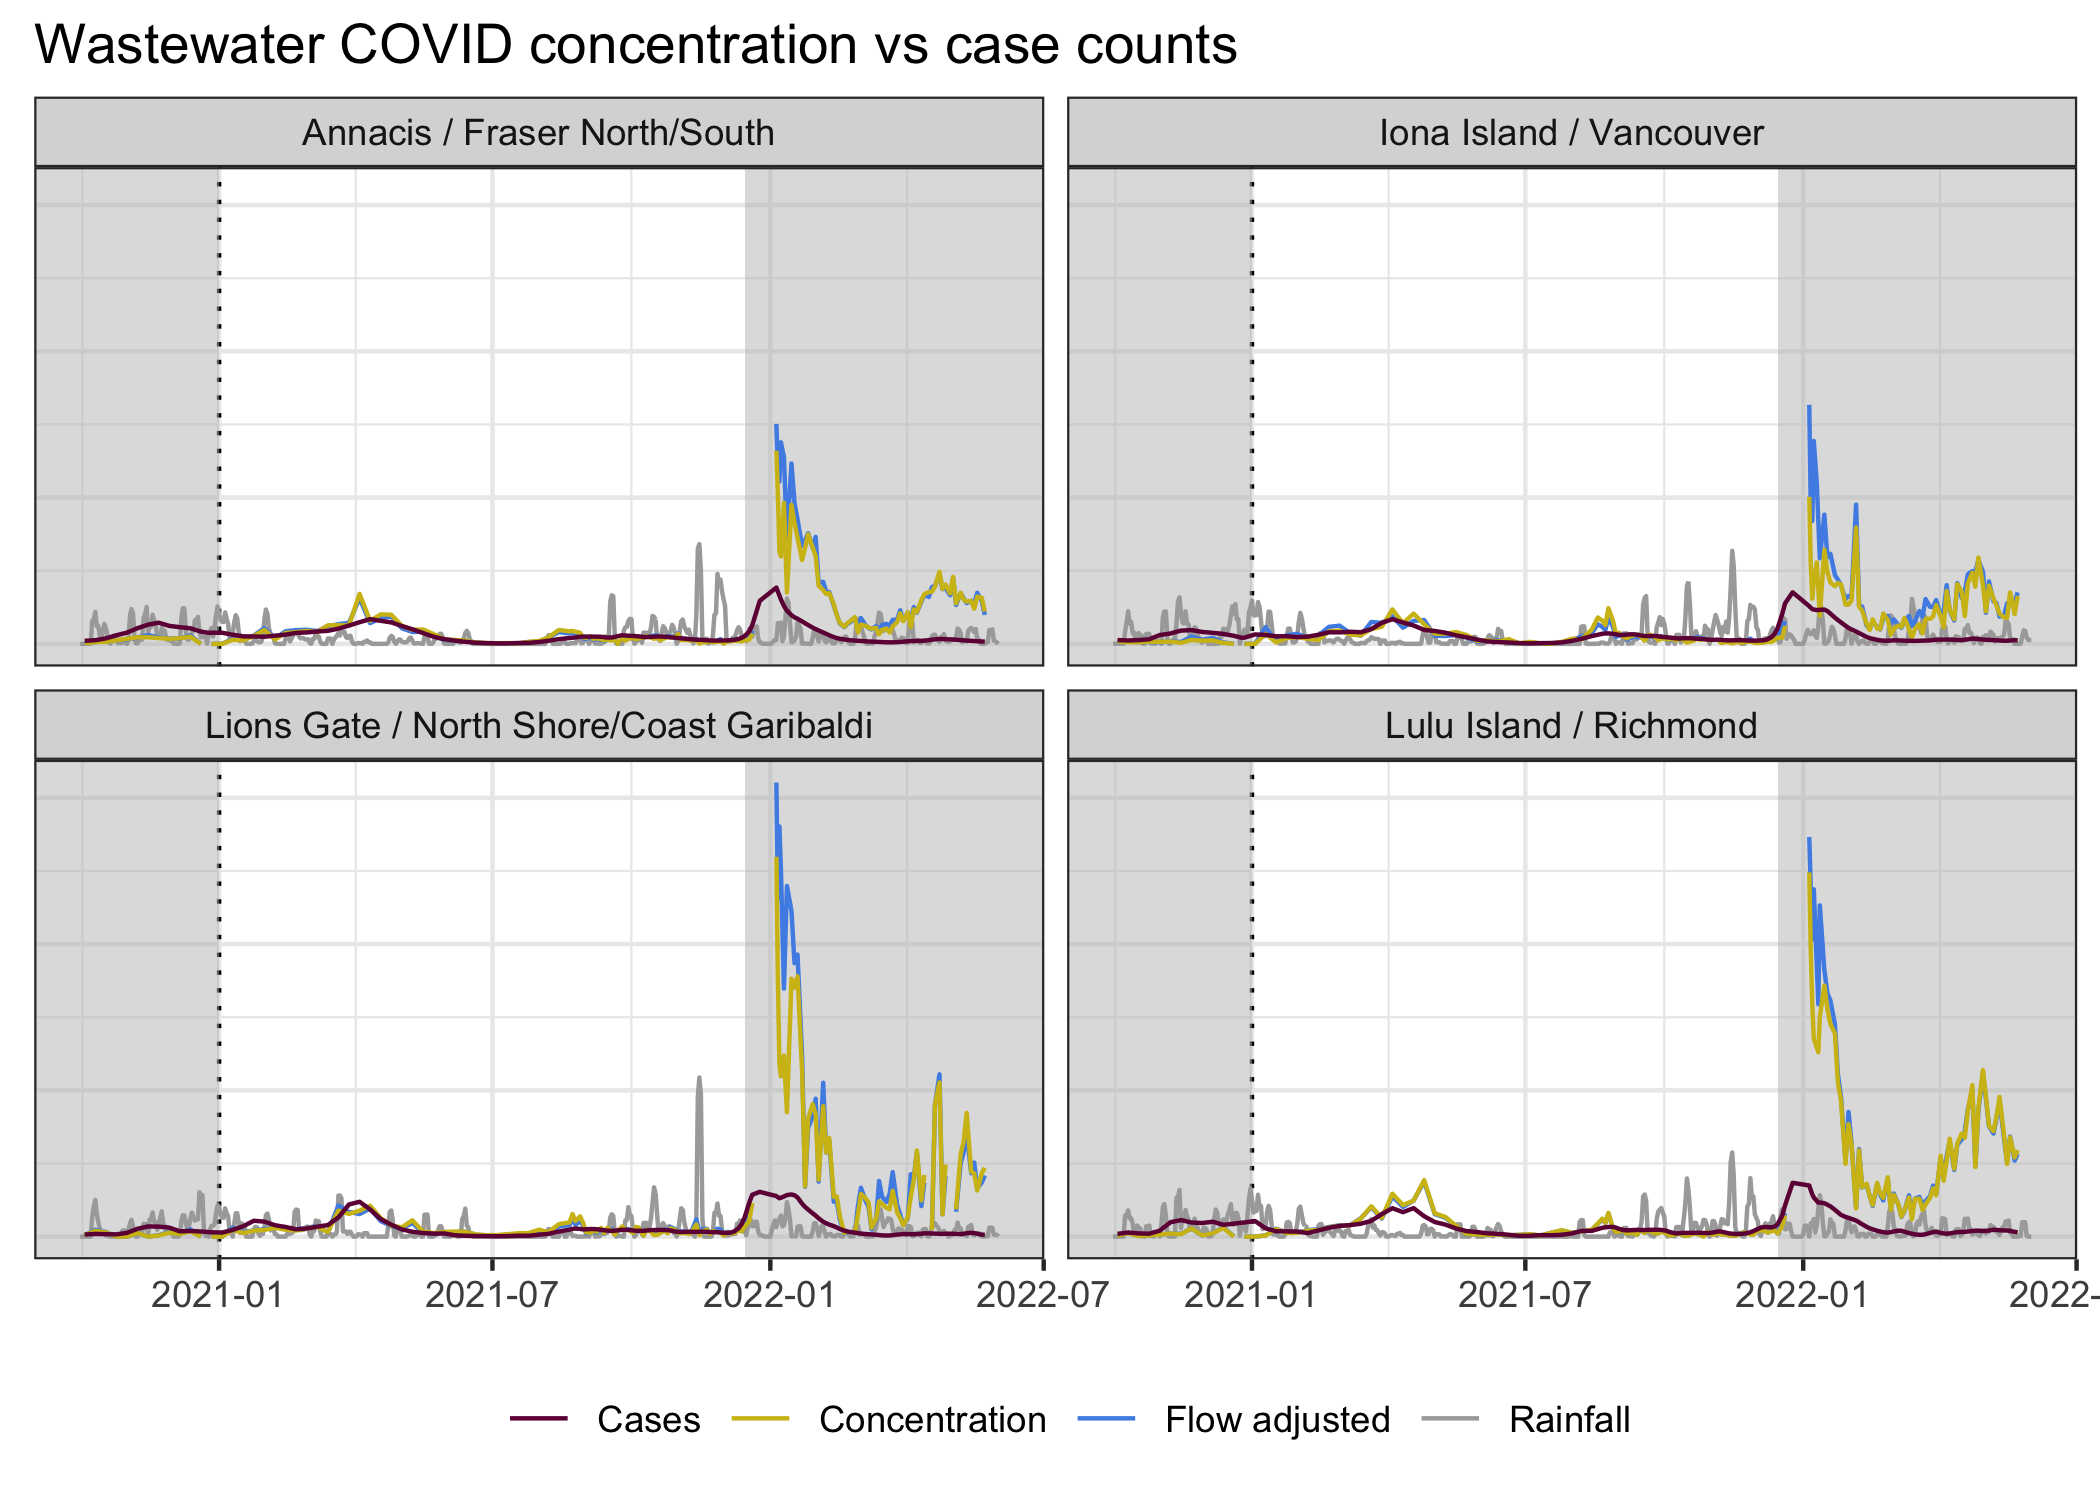 Wastewater COVID concentration vs case counts
Annacis / Fraser North/South
Iona Island / Vancouver
Lions Gate / North Shore/Coast Garibaldi
Lulu Island / Richmond
2021-01 2021-07 2022-01 2022-07 2021-01 2021-07 2022-01 2022-
Cases Concentration Flow adjusted Rainfall